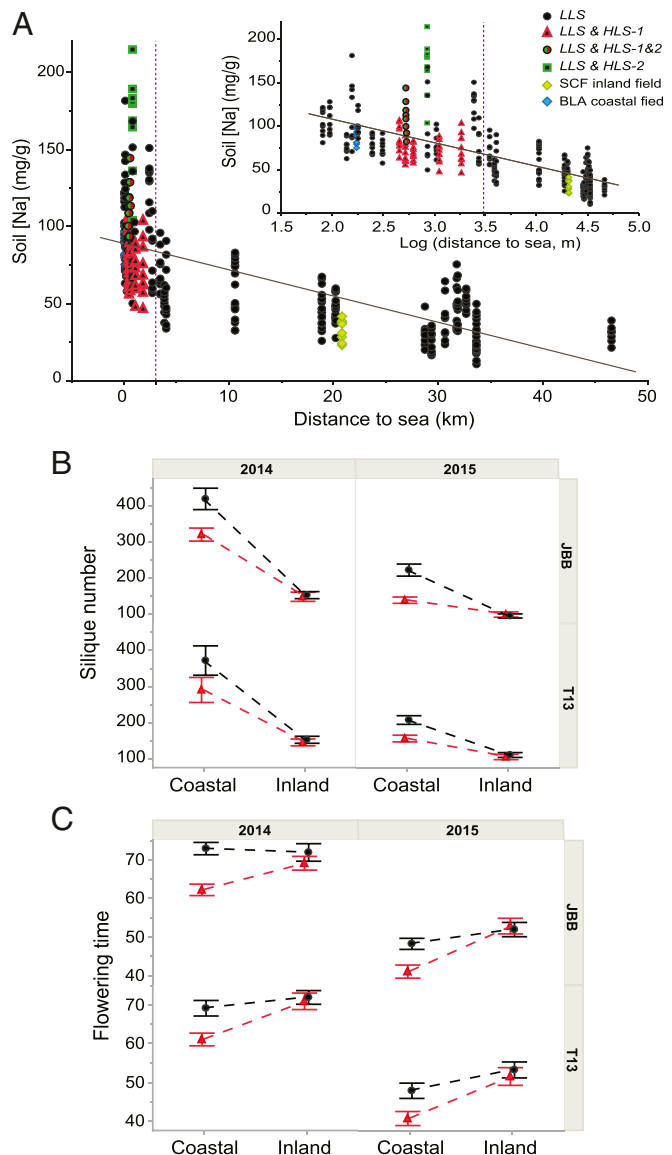 A
LLS
LLS & HLS-1
LLS & HLS-1&2
LLS & HLS-2
SCF inland field
BLA coastal fied
Soil [Na] (mg/g)
200
150
100
50
0
1.5 2.0 2.5 3.0 3.5 4.0 4.5 5.0
Log (distance to sea, m)
Soil [Na] (mg/g)
200
150
100
50
0
0 10 20 30 40 50
Distance to sea (km)
B
2014 2015
Silique number
400
300
200
100
JBB
400
300
200
100
T13
Coastal Inland Coastal Inland
C
2014 2015
Flowering time
70
60
50
40
JBB
70
60
50
40
T13
Coastal Inland Coastal Inland